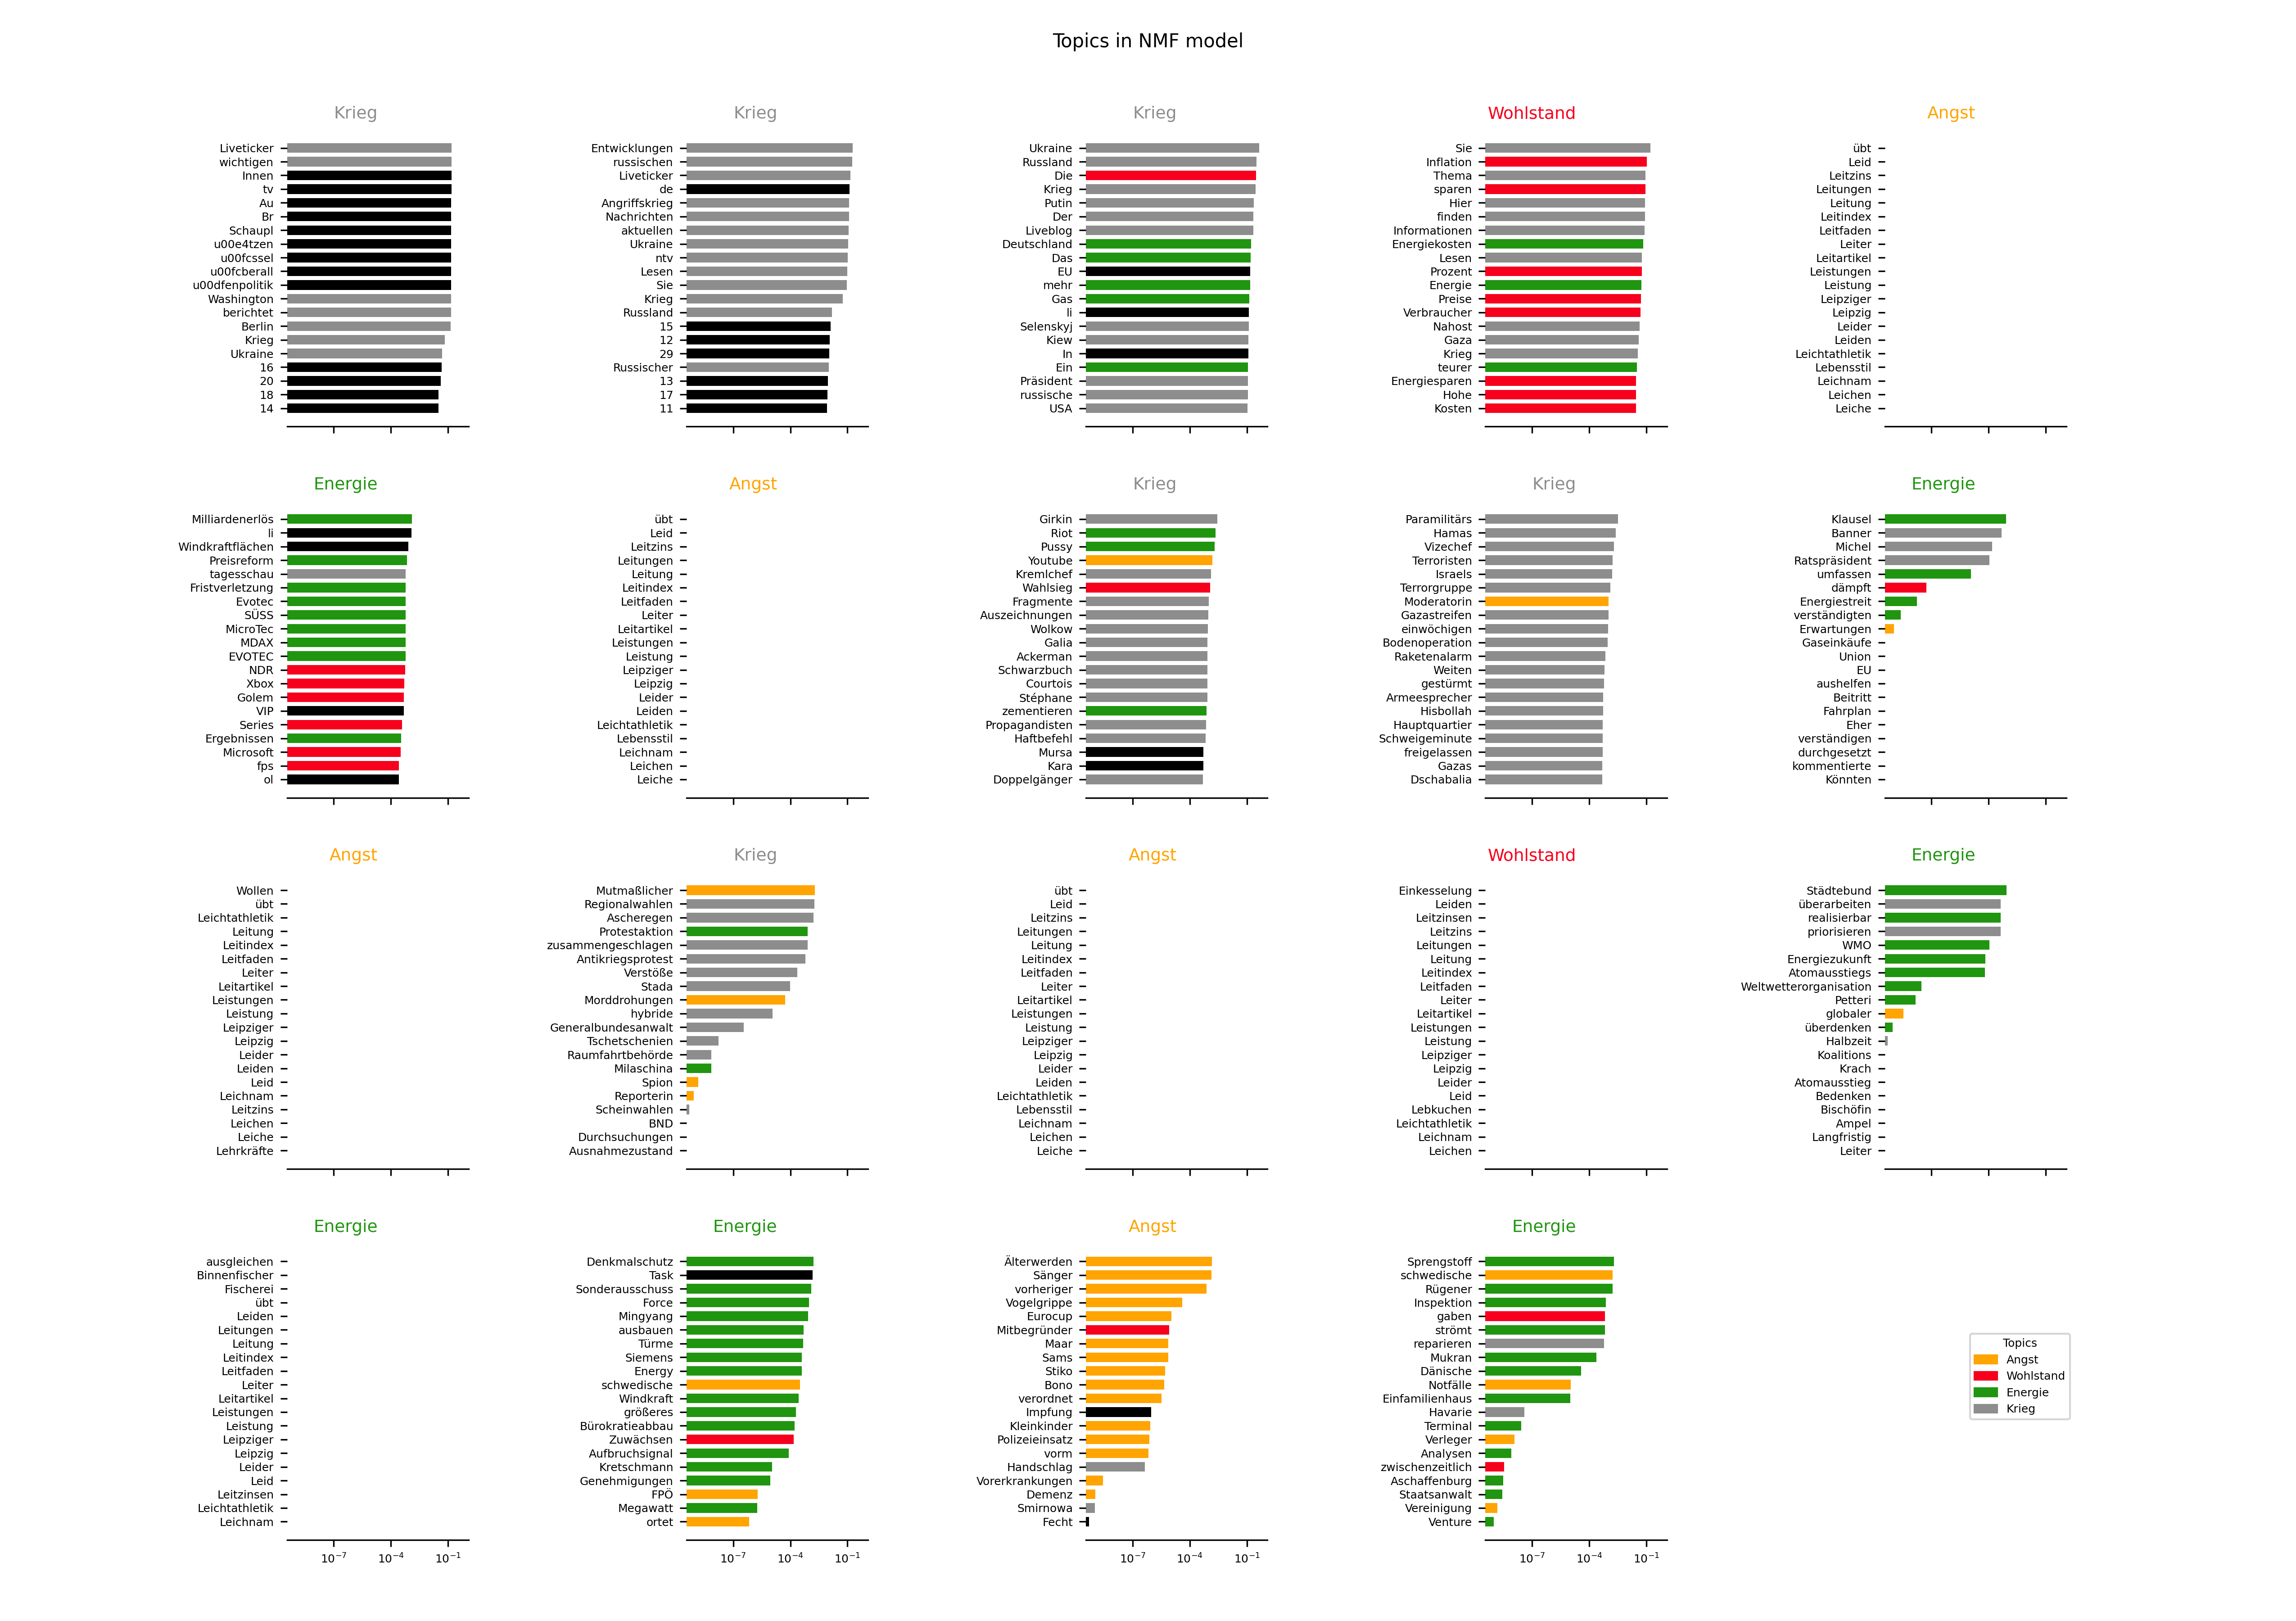 Topics in NMF model
Krieg
Liveticker
wichtigen
Innen
tv
Au
Br
Schaupl
u00e4tzen
u00fcssel
u00fcberall
u00dfenpolitik
Washington
berichtet
Berlin
Krieg
Ukraine
16
20
18
14
Krieg
Entwicklungen
russischen
Liveticker
de
Angriffskrieg
Nachrichten
aktuellen
Ukraine
ntv
Lesen
Sie
Krieg
Russland
15
12
29
Russischer
13
17
11
Krieg
Ukraine
Russland
Die
Krieg
Putin
Der
Liveblog
Deutschland
Das
EU
mehr
Gas
li
Selenskyj
Kiew
In
Ein
Präsident
russische
USA
Wohlstand
Sie
Inflation
Thema
sparen
Hier
finden
Informationen
Energiekosten
Lesen
Prozent
Energie
Preise
Verbraucher
Nahost
Gaza
Krieg
teurer
Energiesparen
Hohe
Kosten
Angst
übt
Leid
Leitzins
Leitungen
Leitung
Leitindex
Leitfaden
Leiter
Leitartikel
Leistungen
Leistung
Leipziger
Leipzig
Leider
Leiden
Leichtathletik
Lebensstil
Leichnam
Leichen
Leiche
Energie
Milliardenerlös
li
Windkraftflächen
Preisreform
tagesschau
Fristverletzung
Evotec
SÜSS
MicroTec
MDAX
EVOTEC
NDR
Xbox
Golem
VIP
Series
Ergebnissen
Microsoft
fps
ol
Angst
übt
Leid
Leitzins
Leitungen
Leitung
Leitindex
Leitfaden
Leiter
Leitartikel
Leistungen
Leistung
Leipziger
Leipzig
Leider
Leiden
Leichtathletik
Lebensstil
Leichnam
Leichen
Leiche
Krieg
Girkin
Riot
Pussy
Youtube
Kremlchef
Wahlsieg
Fragmente
Auszeichnungen
Wolkow
Galia
Ackerman
Schwarzbuch
Courtois
Stéphane
zementieren
Propagandisten
Haftbefehl
Mursa
Kara
Doppelgänger
Krieg
Paramilitärs
Hamas
Vizechef
Terroristen
Israels
Terrorgruppe
Moderatorin
Gazastreifen
einwöchigen
Bodenoperation
Raketenalarm
Weiten
gestürmt
Armeesprecher
Hisbollah
Hauptquartier
Schweigeminute
freigelassen
Gazas
Dschabalia
Energie
Klausel
Banner
Michel
Ratspräsident
umfassen
dämpft
Energiestreit
verständigten
Erwartungen
Gaseinkäufe
Union
EU
aushelfen
Beitritt
Fahrplan
Eher
verständigen
durchgesetzt
kommentierte
Könnten
Angst
Wollen
übt
Leichtathletik
Leitung
Leitindex
Leitfaden
Leiter
Leitartikel
Leistungen
Leistung
Leipziger
Leipzig
Leider
Leiden
Leid
Leichnam
Leitzins
Leichen
Leiche
Lehrkräfte
Krieg
Mutmaßlicher
Regionalwahlen
Ascheregen
Protestaktion
zusammengeschlagen
Antikriegsprotest
Verstöße
Stada
Morddrohungen
hybride
Generalbundesanwalt
Tschetschenien
Raumfahrtbehörde
Milaschina
Spion
Reporterin
Scheinwahlen
BND
Durchsuchungen
Ausnahmezustand
Angst
übt
Leid
Leitzins
Leitungen
Leitung
Leitindex
Leitfaden
Leiter
Leitartikel
Leistungen
Leistung
Leipziger
Leipzig
Leider
Leiden
Leichtathletik
Lebensstil
Leichnam
Leichen
Leiche
Wohlstand
Einkesselung
Leiden
Leitzinsen
Leitzins
Leitungen
Leitung
Leitindex
Leitfaden
Leiter
Leitartikel
Leistungen
Leistung
Leipziger
Leipzig
Leider
Leid
Lebkuchen
Leichtathletik
Leichnam
Leichen
Energie
Städtebund
überarbeiten
realisierbar
priorisieren
WMO
Energiezukunft
Atomausstiegs
Weltwetterorganisation
Petteri
globaler
überdenken
Halbzeit
Koalitions
Krach
Atomausstieg
Bedenken
Bischöfin
Ampel
Langfristig
Leiter
Energie
ausgleichen
Binnenfischer
Fischerei
übt
Leiden
Leitungen
Leitung
Leitindex
Leitfaden
Leiter
Leitartikel
Leistungen
Leistung
Leipziger
Leipzig
Leider
Leid
Leitzinsen
Leichtathletik
Leichnam
10⁻⁷ 10⁻⁴ 10⁻¹
Energie
Denkmalschutz
Task
Sonderausschuss
Force
Mingyang
ausbauen
Türme
Siemens
Energy
schwedische
Windkraft
größeres
Bürokratieabbau
Zuwächsen
Aufbruchsignal
Kretschmann
Genehmigungen
FPÖ
Megawatt
ortet
10⁻⁷ 10⁻⁴ 10⁻¹
Angst
Älterwerden
Sänger
vorheriger
Vogelgrippe
Eurocup
Mitbegründer
Maar
Sams
Stiko
Bono
verordnet
Impfung
Kleinkinder
Polizeieinsatz
vorm
Handschlag
Vorerkrankungen
Demenz
Smirnowa
Fecht
10⁻⁷ 10⁻⁴ 10⁻¹
Energie
Sprengstoff
schwedische
Rügener
Inspektion
gaben
strömt
reparieren
Mukran
Dänische
Notfälle
Einfamilienhaus
Havarie
Terminal
Verleger
Analysen
zwischenzeitlich
Aschaffenburg
Staatsanwalt
Vereinigung
Venture
10⁻⁷ 10⁻⁴ 10⁻¹
Topics
Angst
Wohlstand
Energie
Krieg